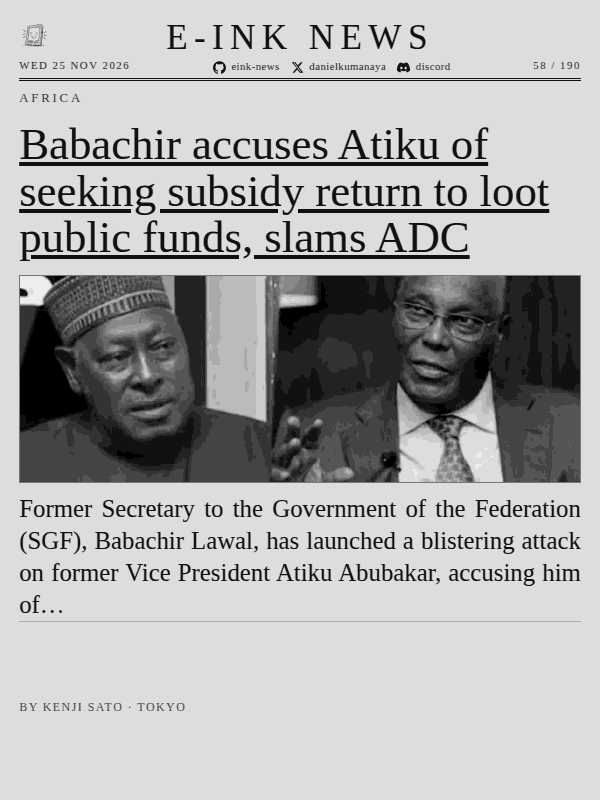 E-INK NEWS
WED 25 NOV 2026
eink-news
danielkumanaya
discord
58 / 190
AFRICA
Babachir accuses Atiku of
seeking subsidy return to loot
public funds, slams ADC
Former Secretary to the Government of the Federation
(SGF), Babachir Lawal, has launched a blistering attack
on former Vice President Atiku Abubakar, accusing him
of…
BY KENJI SATO · TOKYO